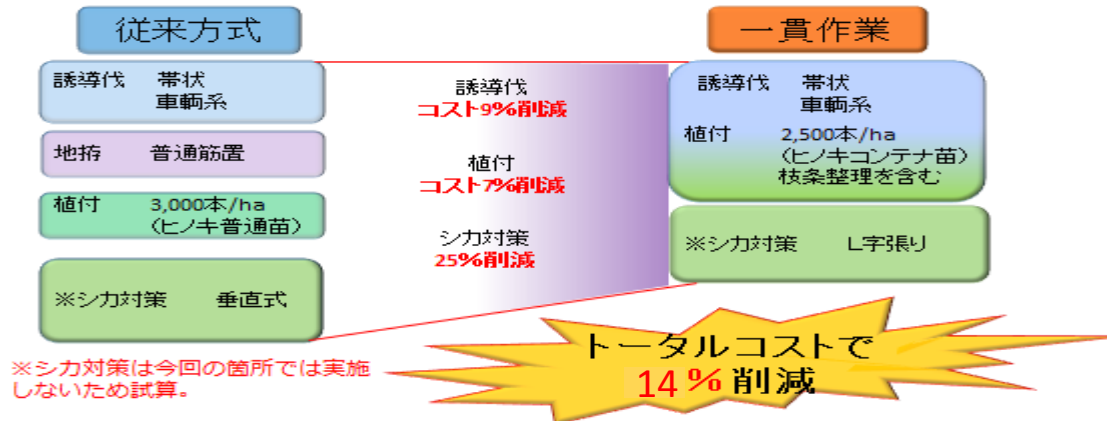 従来方式
誘導伐 帯状
車輌系
地拵 普通筋置
植付 3,000本/ha
(ヒノキ普通苗)
※シカ対策 垂直式
※シカ対策は今回の箇所では実施
しないため試算。
誘導伐
コスト9%削減
植付
コスト7%削減
シカ対策
25%削減
一貫作業
誘導伐 帯状
車輌系
植付 2,500本/ha
(ヒノキコンテナ苗)
枝条整理を含む
※シカ対策 L字張り
トータルコストで
14%削減